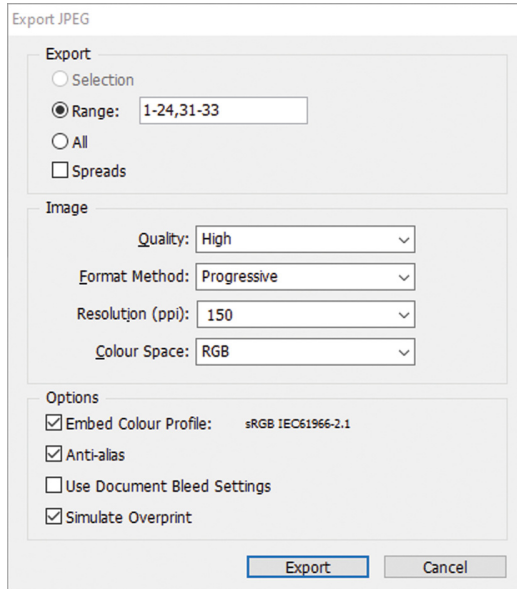 Export JPEG
Export
Selection
Range: 1-24,31-33
All
Spreads
Image
Quality: High
Format Method: Progressive
Resolution (ppi): 150
Colour Space: RGB
Options
Embed Colour Profile: sRGB IEC61966-2.1
Anti-alias
Use Document Bleed Settings
Simulate Overprint
Export Cancel